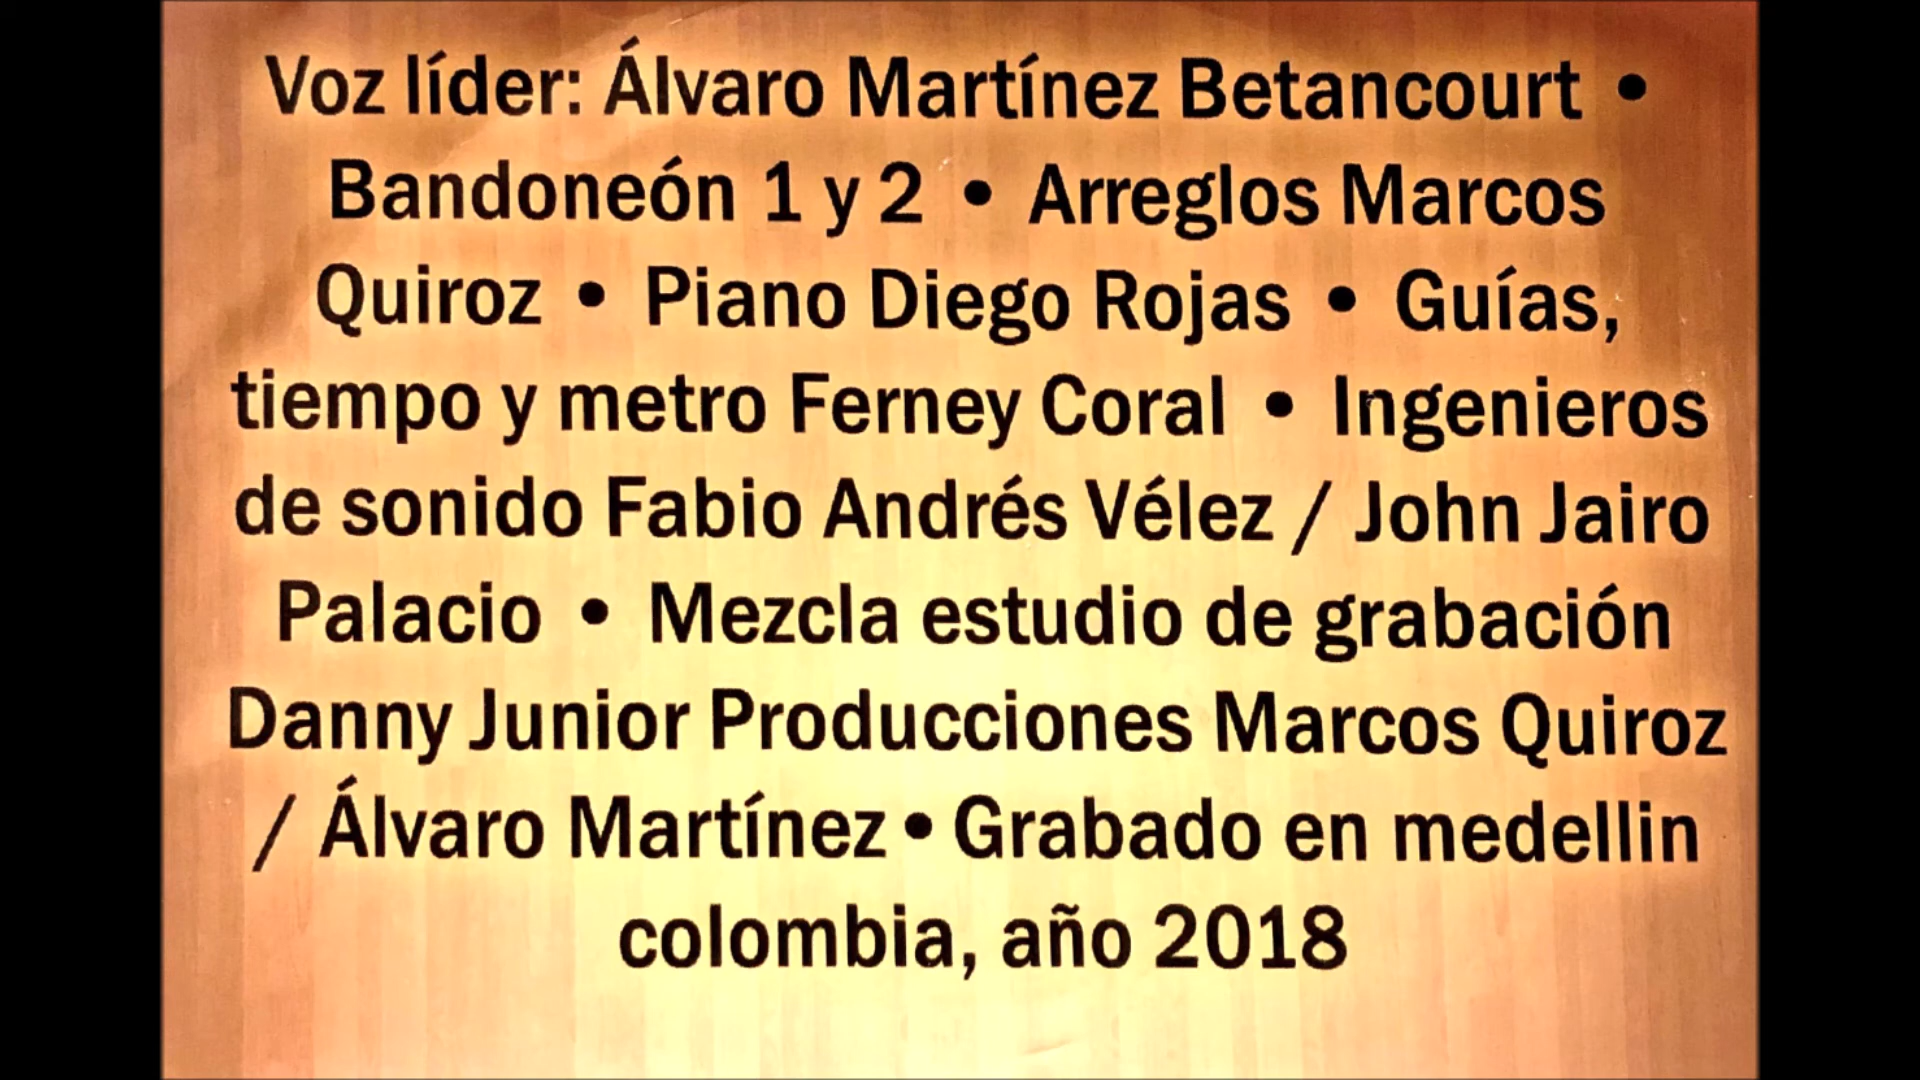 Voz líder: Álvaro Martínez Betancourt •
Bandoneón 1 y 2 • Arreglos Marcos
Quiroz • Piano Diego Rojas • Guías,
tiempo y metro Ferney Coral • Ingenieros
de sonido Fabio Andrés Vélez / John Jairo
Palacio • Mezcla estudio de grabación
Danny Junior Producciones Marcos Quiroz
/ Álvaro Martínez • Grabado en medellin
colombia, año 2018